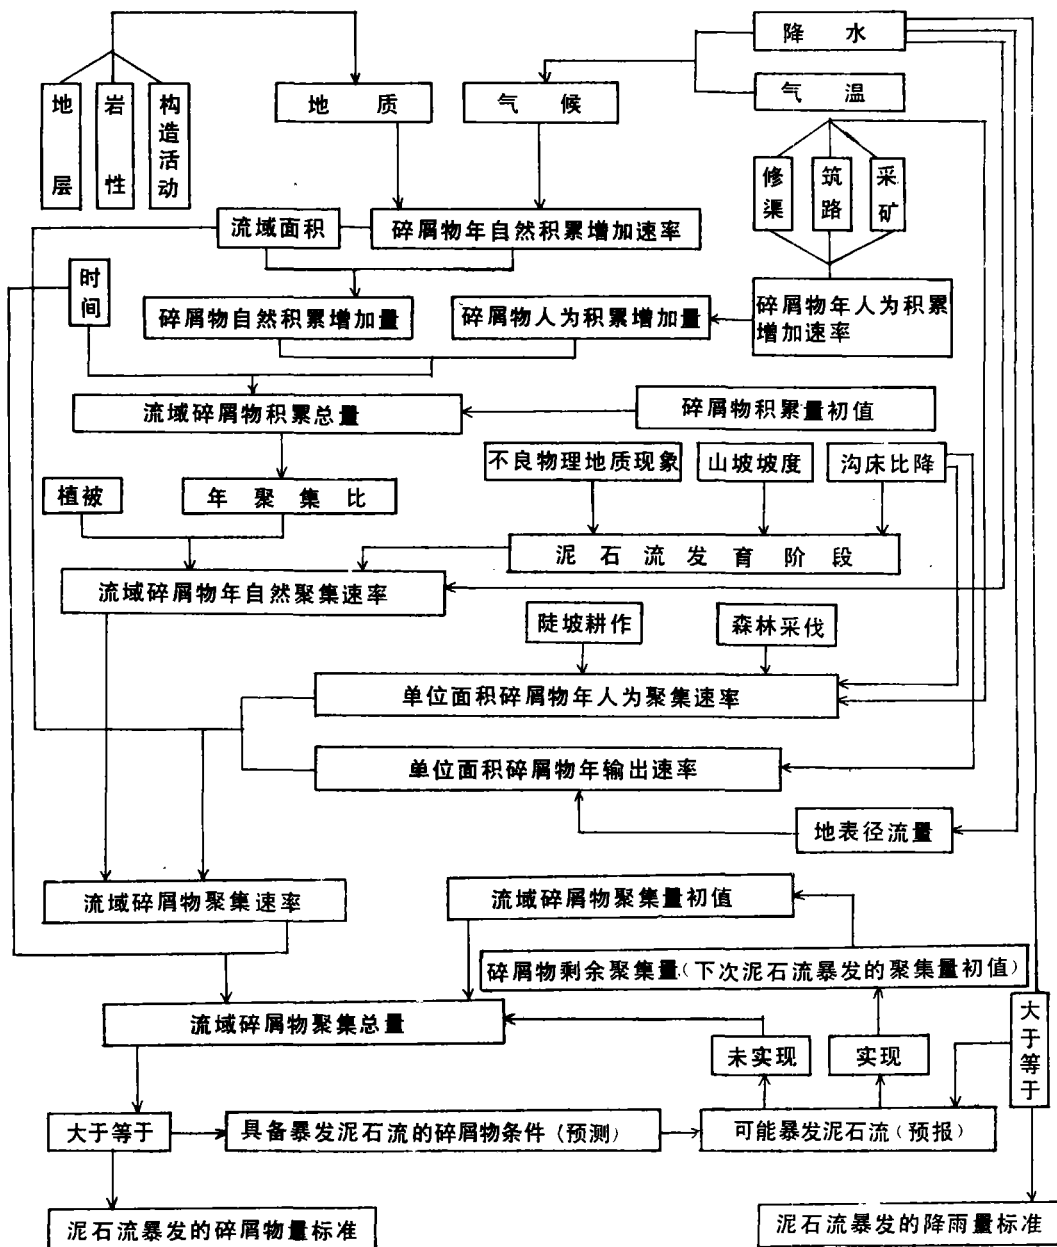 降水
地层
岩性
构造活动
地质
气候
气温
修渠
筑路
采矿
流域面积
碎屑物年自然积累增加速率
时间
碎屑物自然积累增加量
碎屑物人为积累增加量
碎屑物年人为积累
增加速率
流域碎屑物积累总量
碎屑物积累量初值
不良物理地质现象
山坡坡度
沟床比降
植被
年聚集比
泥石流发育阶段
流域碎屑物年自然聚集速率
陡坡耕作
森林采伐
单位面积碎屑物年人为聚集速率
单位面积碎屑物年输出速率
地表径流量
流域碎屑物聚集速率
流域碎屑物聚集量初值
碎屑物剩余聚集量(下次泥石流暴发的聚集量初值)
流域碎屑物聚集总量
大于等于
未实现
实现
大于等于
具备暴发泥石流的碎屑物条件(预测)
可能暴发泥石流(预报)
泥石流暴发的碎屑物量标准
泥石流暴发的降雨量标准